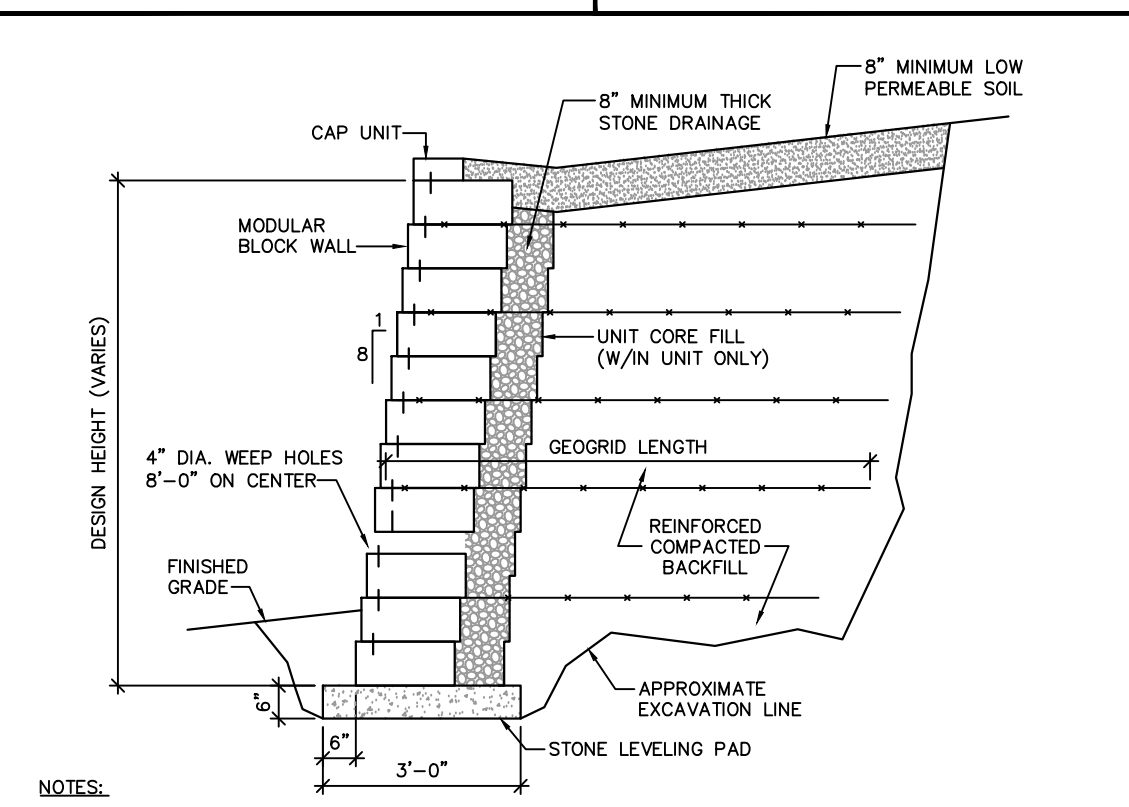 8” MINIMUM LOW
PERMEABLE SOIL
8” MINIMUM THICK
STONE DRAINAGE
CAP UNIT
MODULAR
BLOCK WALL
1
8
UNIT CORE FILL
(W/IN UNIT ONLY)
DESIGN HEIGHT (VARIES)
GEOGRID LENGTH
4” DIA. WEEP HOLES
8’-0” ON CENTER
REINFORCED
COMPACTED
BACKFILL
FINISHED
GRADE
6”
APPROXIMATE
EXCAVATION LINE
6”
STONE LEVELING PAD
3’-0”
NOTES: